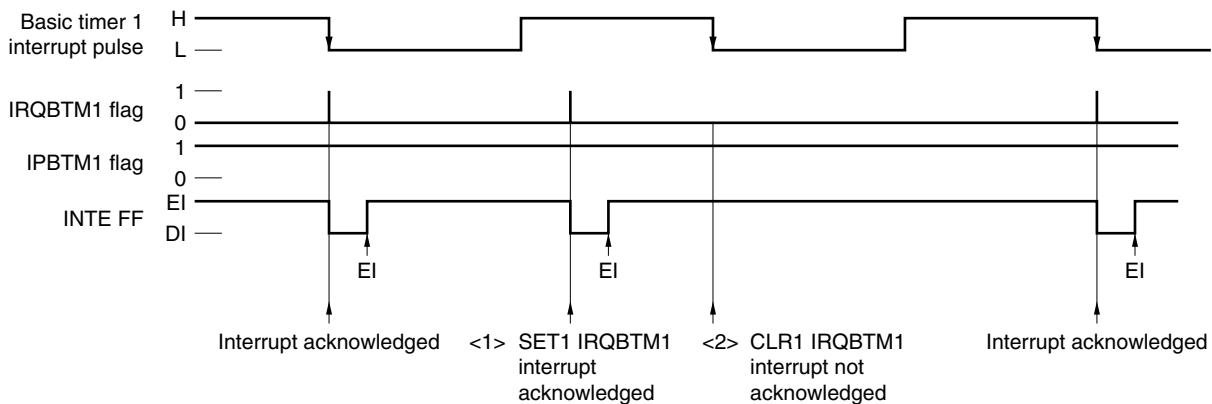 Basic timer 1
interrupt pulse
H
L
IRQBTM1 flag
1
0
IPBTM1 flag
1
0
INTE FF
EI
DI
EI
EI
EI
Interrupt acknowledged
<1> SET1 IRQBTM1
interrupt
acknowledged
<2> CLR1 IRQBTM1
interrupt not
acknowledged
Interrupt acknowledged